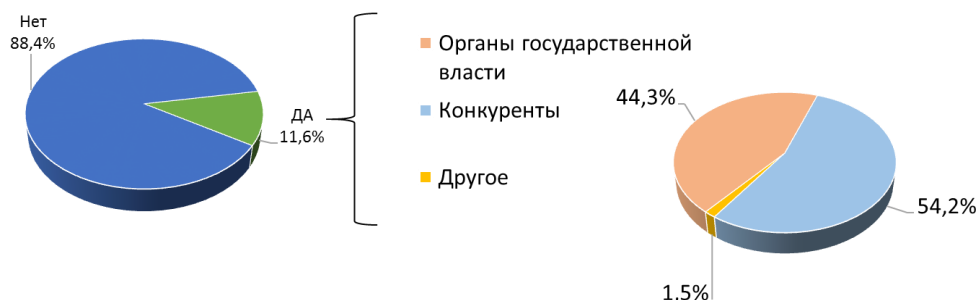 Нет
88,4%
ДА
11,6%
Органы государственной
власти
Конкуренты
Другое
44,3%
54,2%
1,5%